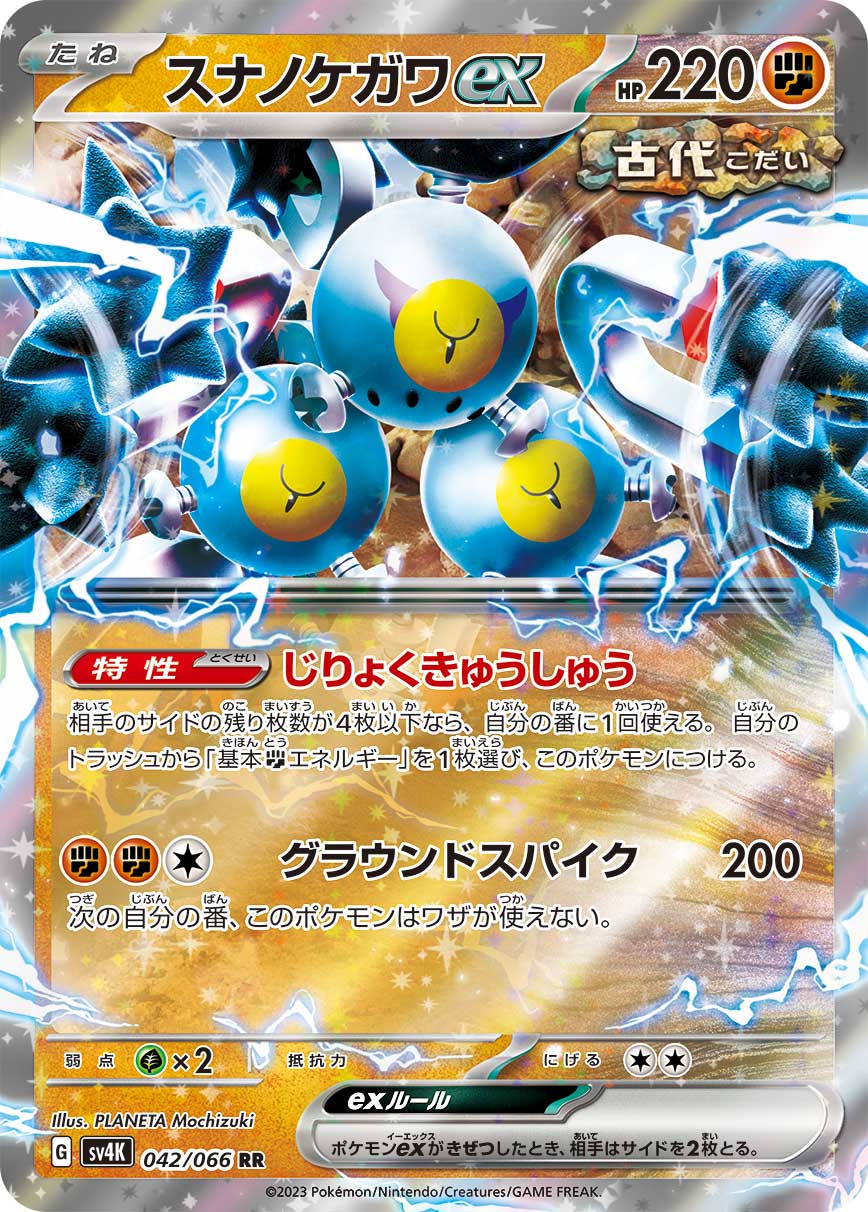 たね スナノケガワex HP220
古代 こだい
特性 とくせい じりょくきゅうしゅう
相手のサイドの残り枚数が4枚以下なら、自分の番に1回使える。自分の
トラッシュから「基本エネルギー」を1枚選び、このポケモンにつける。
グラウンドスパイク 200
次の自分の番、このポケモンはワザが使えない。
弱点 ×2 抵抗力 にげる
exルール
ポケモンexがきぜつしたとき、相手はサイドを2枚とる。
Illus. PLANETA Mochizuki
G sv4K 042/066 RR
©2023 Pokémon/Nintendo/Creatures/GAME FREAK.